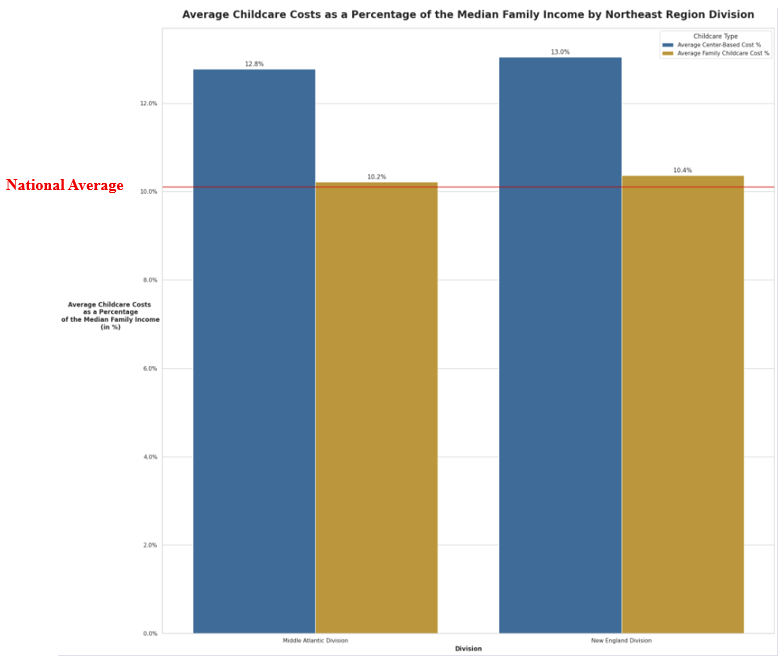 Average Childcare Costs as a Percentage of the Median Family Income by Northeast Region Division
Childcare Type
Average Center-Based Cost %
Average Family Childcare Cost %
13.0%
12.8%
12.0%
10.4%
10.2%
National Average
10.0%
8.0%
Average Childcare Costs
as a Percentage
of the Median Family Income
(in %)
6.0%
4.0%
2.0%
0.0%
Middle Atlantic Division
New England Division
Division